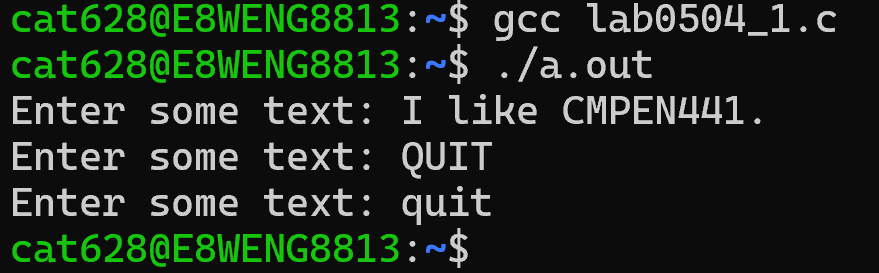 cat628@E8WENG8813:~$ gcc lab0504_1.c
cat628@E8WENG8813:~$ ./a.out
Enter some text: I like CMPEN441.
Enter some text: QUIT
Enter some text: quit
cat628@E8WENG8813:~$